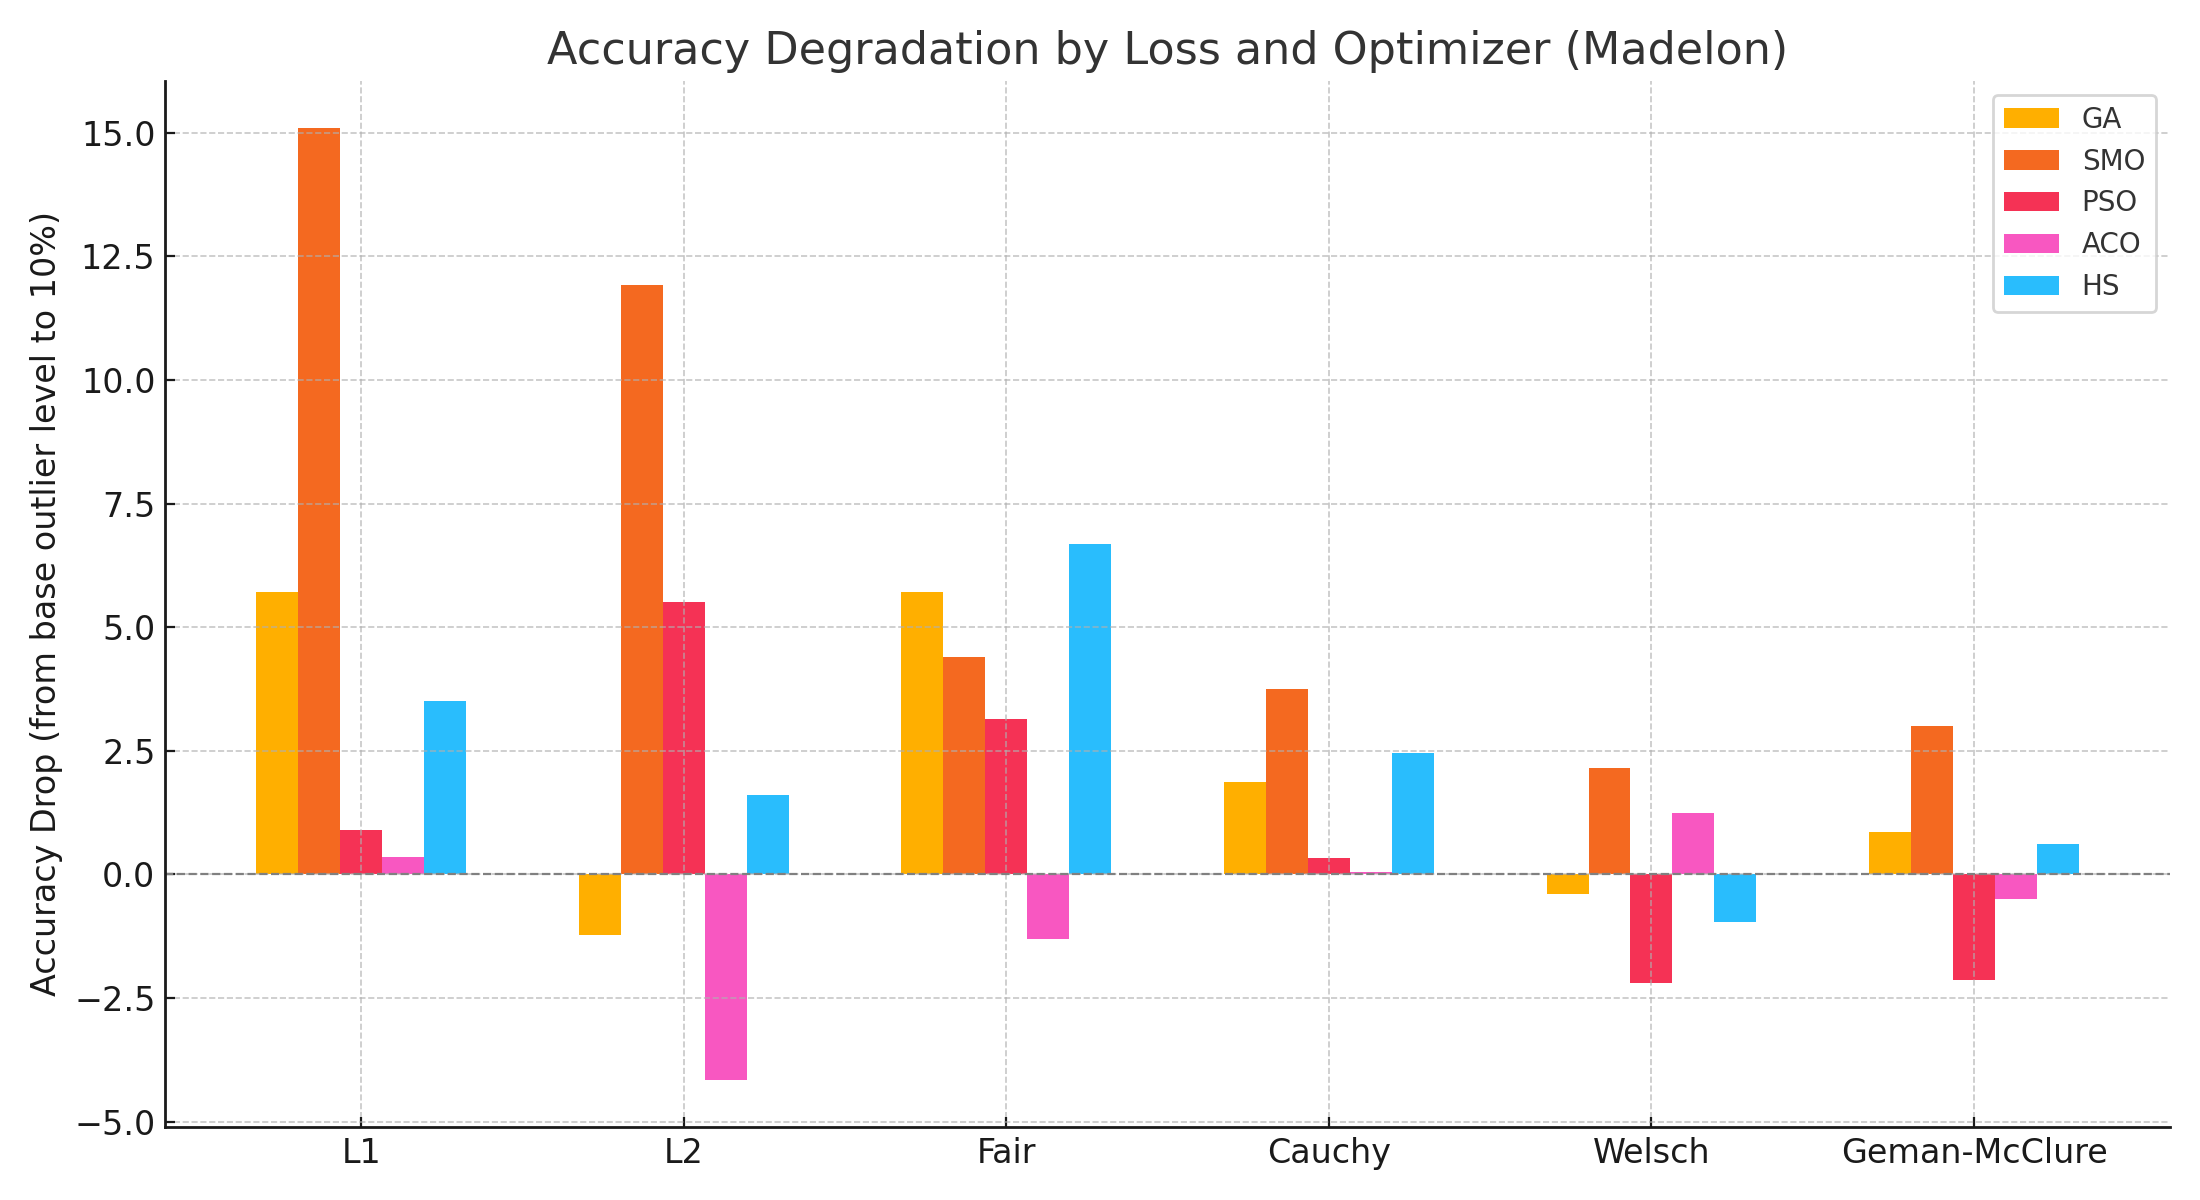 Accuracy Degradation by Loss and Optimizer (Madelon)
Accuracy Drop (from base outlier level to 10%)
15.0
12.5
10.0
7.5
5.0
2.5
0.0
−2.5
−5.0
L1
L2
Fair
Cauchy
Welsch
Geman-McClure
GA
SMO
PSO
ACO
HS